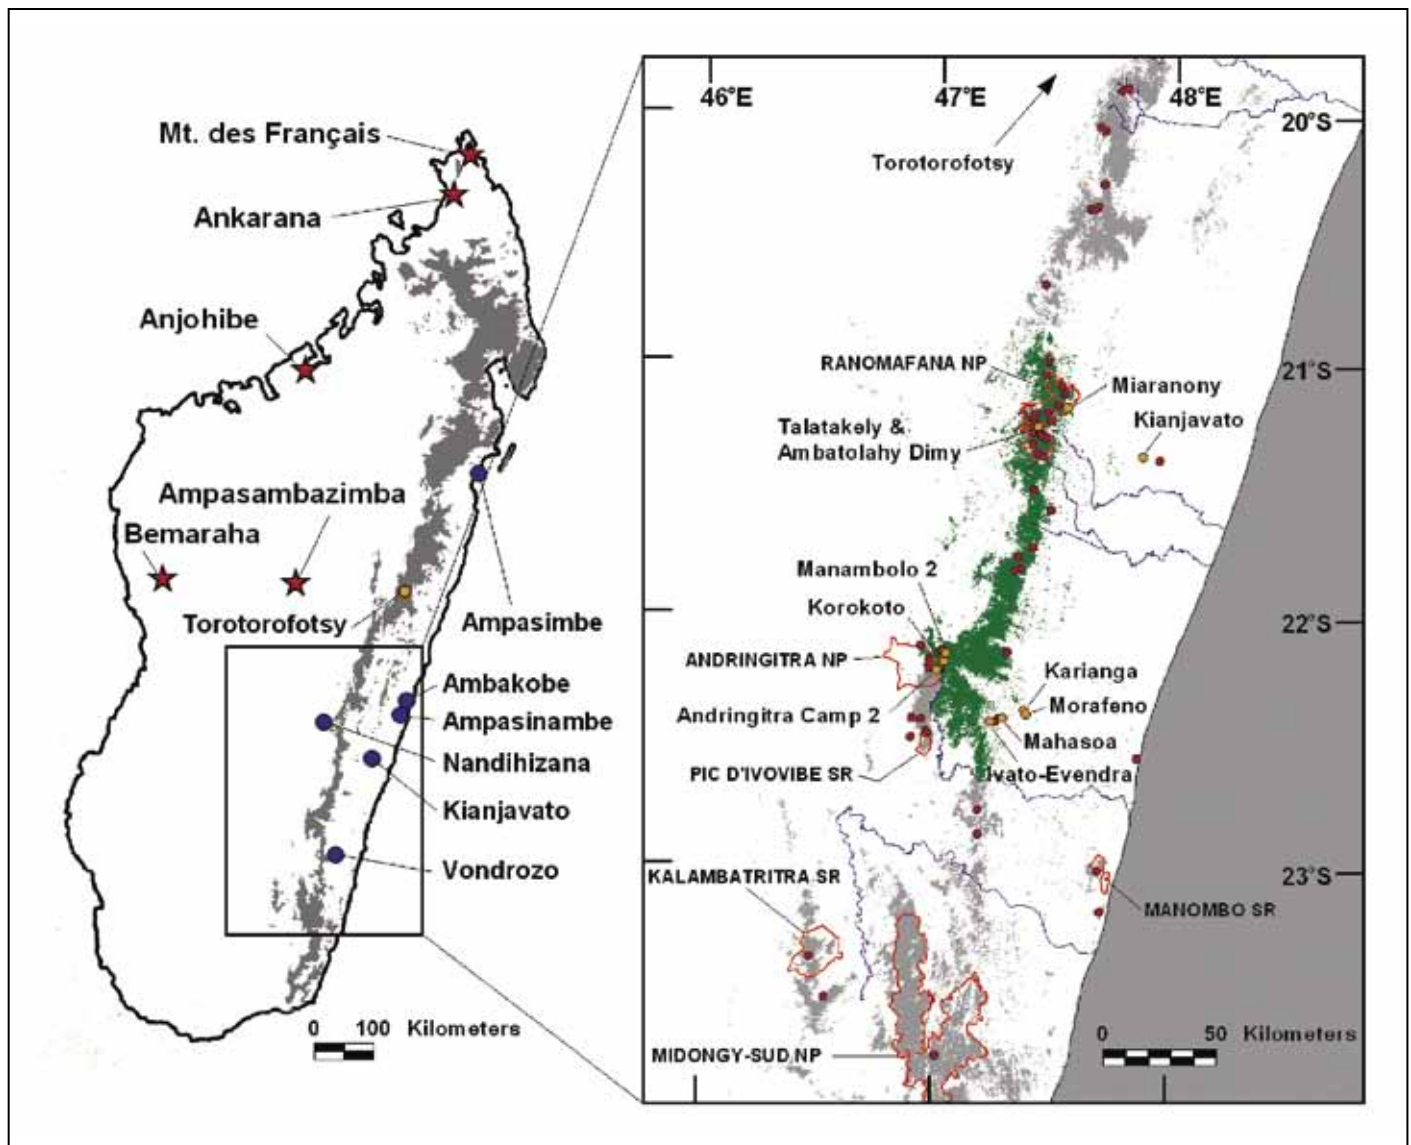 Mt. des Français
Ankarana
Anjohibe
Ampasambazimba
Bemaraha
Torotorofotsy
Ampasimbe
Ambakobe
Ampasinambe
Nandihizana
Kianjavato
Vondrozo
0 100 Kilometers
46°E 47°E 48°E
20°S
Torotorofotsy
RANOMAFANA NP
21°S
Miaranony
Kianjavato
Talatakely &
Ambatolahy Dimy
Manambolo 2
Korokoto
22°S
ANDRINGITRA NP
Karianga
Morafeno
Andringitra Camp 2
Mahasoa
PIC D'IVOVIBE SR
Ivato-Evendra
KALAMBATRITRA SR
23°S
MANOMBO SR
MIDONGY-SUD NP
0 50 Kilometers